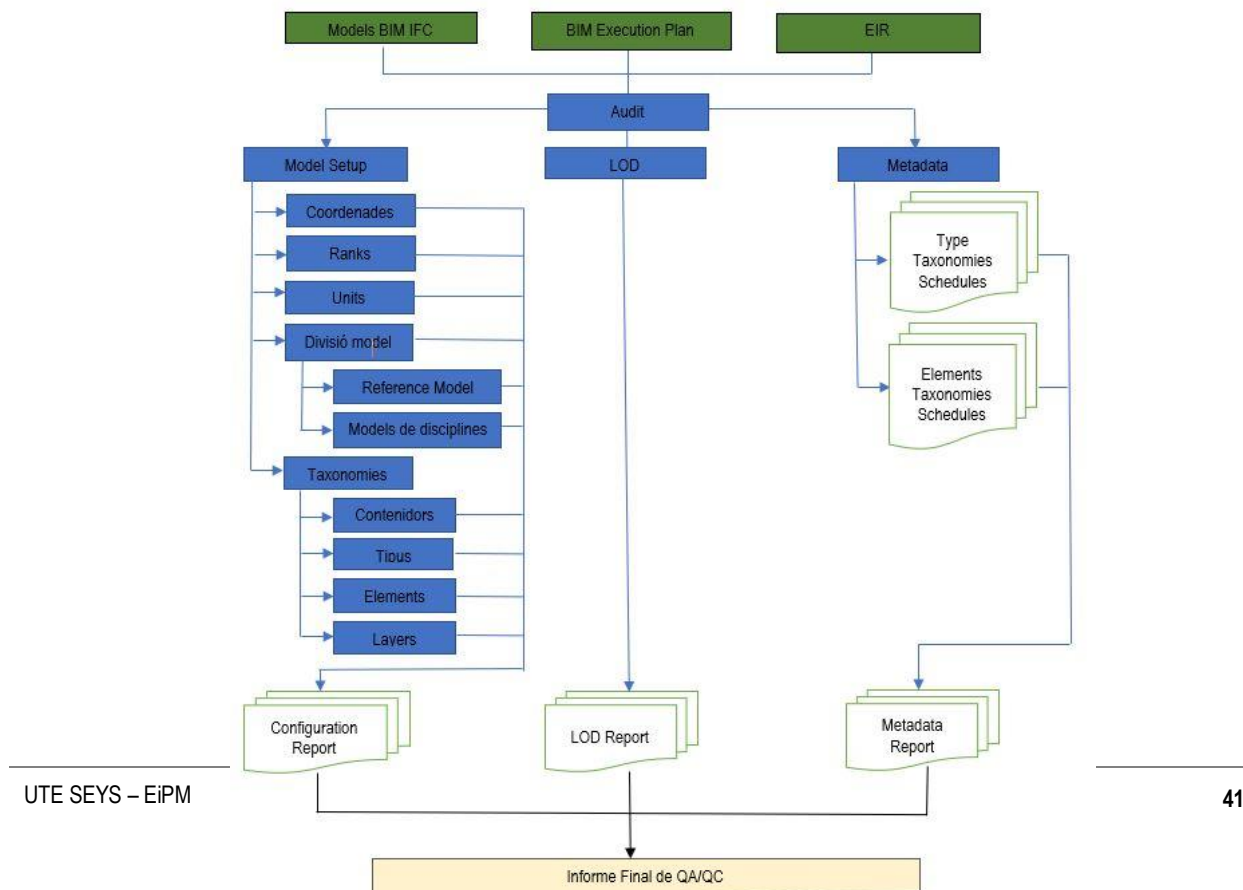 Models BIM IFC
BIM Execution Plan
EIR
Audit
Model Setup
LOD
Metadata
Coordenades
Ranks
Units
Divisió model
Reference Model
Models de disciplines
Taxonomies
Contenidors
Tipus
Elements
Layers
Type
Taxonomies
Schedules
Elements
Taxonomies
Schedules
Configuration
Report
LOD Report
Metadata
Report
UTE SEYS – EiPM
41
Informe Final de QA/QC